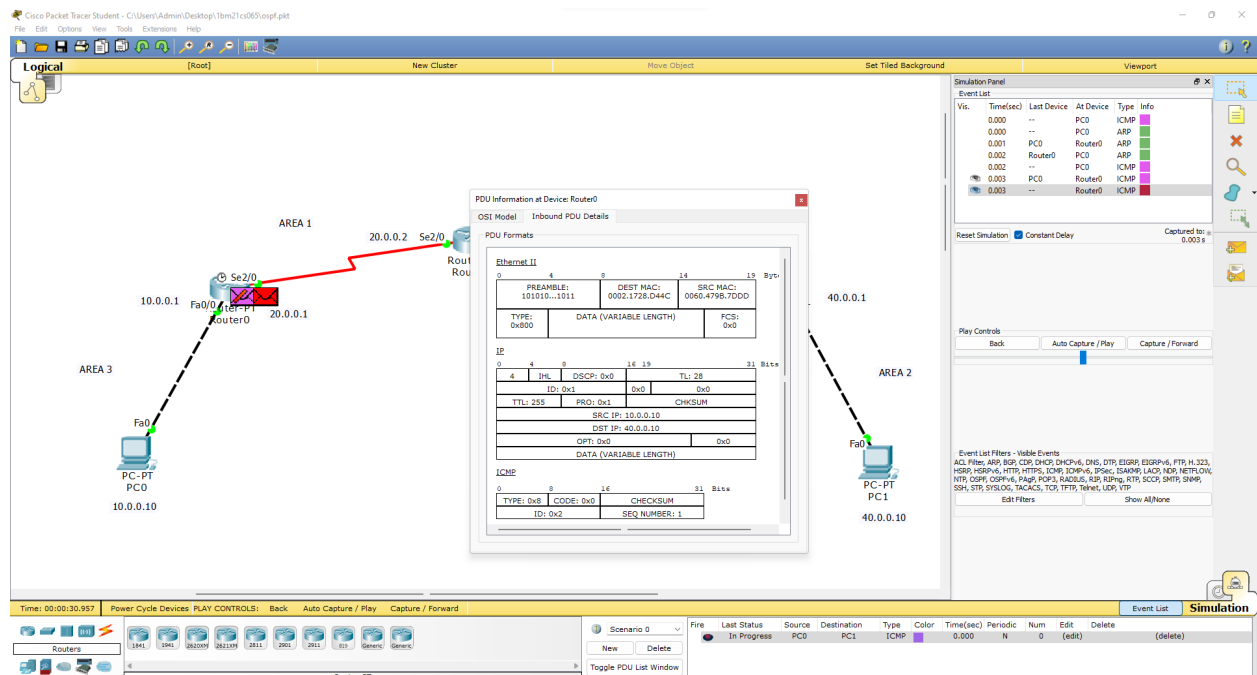 Cisco Packet Tracer Student - C:\Users\Admin\Desktop\1bm21cs065\ospf.pkt
File Edit Options View Tools Extensions Help
Logical [Root] New Cluster Move Object Set Tiled Background Viewport
AREA 1
20.0.0.2 Se2/0
Rout
Rou
Se2/0
10.0.0.1
Fa0/0
Router0
20.0.0.1
AREA 3
Fa0
PC-PT
PC0
10.0.0.10
40.0.0.1
AREA 2
Fa0
PC-PT
PC1
40.0.0.10
PDU Information at Device: Router0
OSI Model Inbound PDU Details
PDU Formats
Ethernet II
0 4 8 14 19 Byt
PREAMBLE: DEST MAC: SRC MAC:
101010...1011 0002.1728.D44C 0060.479B.7DDD
TYPE: DATA (VARIABLE LENGTH) FCS:
0x800 0x0
IP
0 4 8 16 19 31 Bits
4 IHL DSCP: 0x0 TL: 28
ID: 0x1 0x0 0x0
TTL: 255 PRO: 0x1 CHKSUM
SRC IP: 10.0.0.10
DST IP: 40.0.0.10
OPT: 0x0 0x0
DATA (VARIABLE LENGTH)
ICMP
0 8 16 31 Bits
TYPE: 0x8 CODE: 0x0 CHECKSUM
ID: 0x2 SEQ NUMBER: 1
Simulation Panel
Event List
Vis. Time(sec) Last Device At Device Type Info
0.000 -- PC0 ICMP
0.000 -- PC0 ARP
0.001 PC0 Router0 ARP
0.002 Router0 PC0 ARP
0.002 -- PC0 ICMP
0.003 PC0 Router0 ICMP
0.003 -- Router0 ICMP
Reset Simulation Constant Delay Captured to:
0.003 s
Play Controls
Back Auto Capture / Play Capture / Forward
Event List Filters - Visible Events
ACL Filter, ARP, BGP, CDP, DHCP, DHCPv6, DNS, DTP, EIGRP, EIGRPv6, FTP, H.323,
HSRP, HSRPv6, HTTP, HTTPS, ICMP, ICMPv6, IPSec, ISAKMP, LACP, NDP, NETFLOW,
NTP, OSPF, OSPFv6, PAgP, POP3, RADIUS, RIP, RIPng, RTP, SCCP, SMTP, SNMP,
SSH, STP, SYSLOG, TACACS, TCP, TFTP, Telnet, UDP, VTP
Edit Filters Show All/None
Time: 00:00:30.957 Power Cycle Devices PLAY CONTROLS: Back Auto Capture / Play Capture / Forward Event List Simulation
Routers
1841 1941 2620XM 2621XM 2811 2901 2911 819 Generic Generic
Scenario 0
New Delete
Toggle PDU List Window
Fire Last Status Source Destination Type Color Time(sec) Periodic Num Edit Delete
In Progress PC0 PC1 ICMP 0.000 N 0 (edit) (delete)